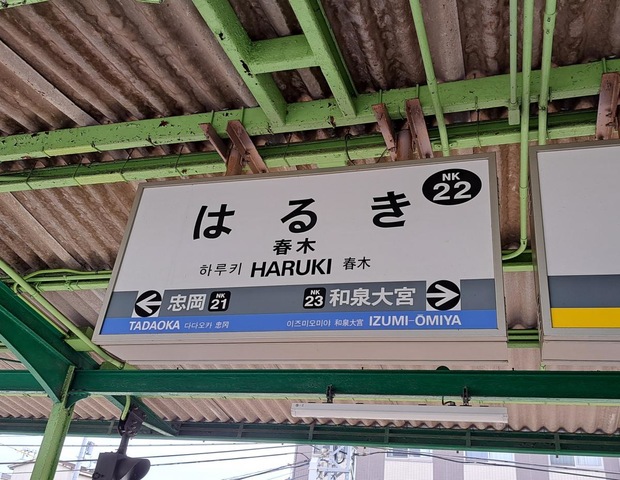 NK
22
はるき
春木
하루키 HARUKI 春木
忠岡 NK 21 NK 23 和泉大宮
TADAOKA 다다오카 忠冈 이즈미오미야 和泉大宫 IZUMI-ŌMIYA